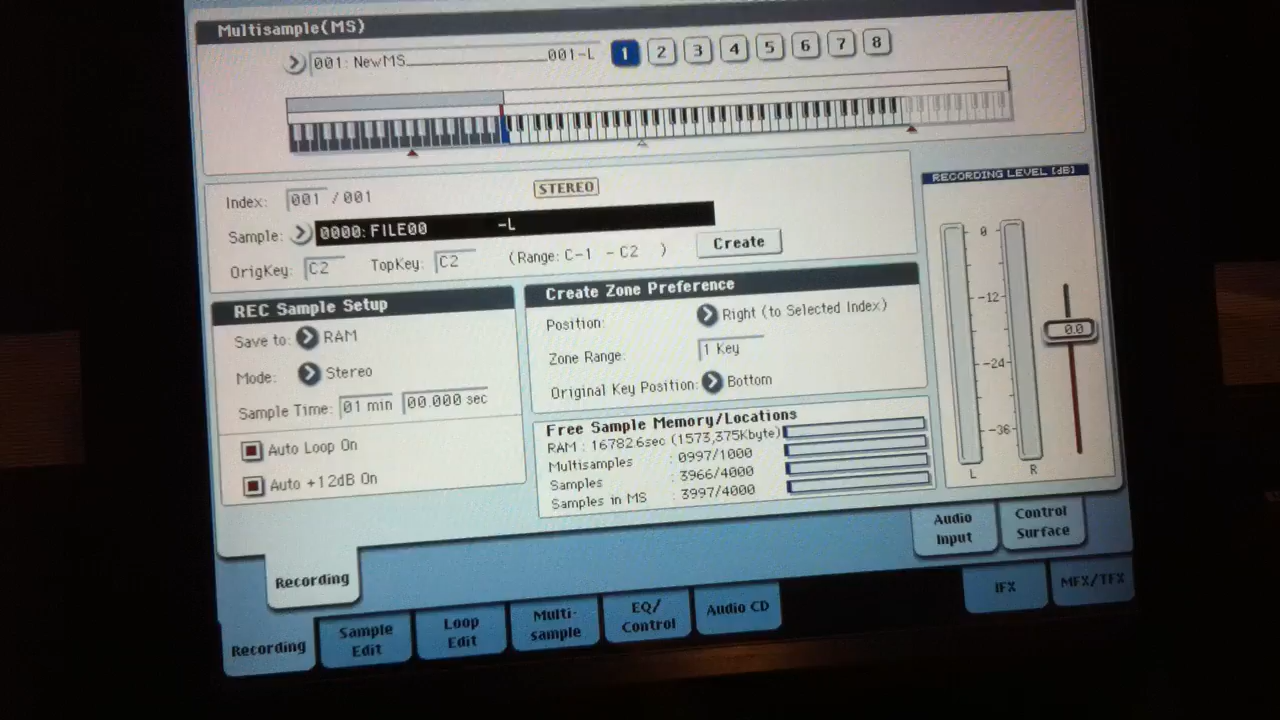 Multisample(MS)
001: NewMS 001-L 1 2 3 4 5 6 7 8
Index: 001 /001 STEREO
Sample: 0000: FILE00 -L
OrigKey: C2 TopKey: C2 (Range: C-1 - C2 ) Create
REC Sample Setup
Save to: RAM
Mode: Stereo
Sample Time: 01 min 00.000 sec
Auto Loop On
Auto +12dB On
Create Zone Preference
Position: Right (to Selected Index)
Zone Range: 1 Key
Original Key Position: Bottom
Free Sample Memory/Locations
RAM : 16782.6sec (1573,375Kbyte)
Multisamples : 0997/1000
Samples : 3966/4000
Samples in MS : 3997/4000
RECORDING LEVEL [dB]
0
-12
-24
-36
L R
0.0
Audio Input
Control Surface
Recording
IFX
MFX/TFX
Recording
Sample Edit
Loop Edit
Multi-sample
EQ/Control
Audio CD